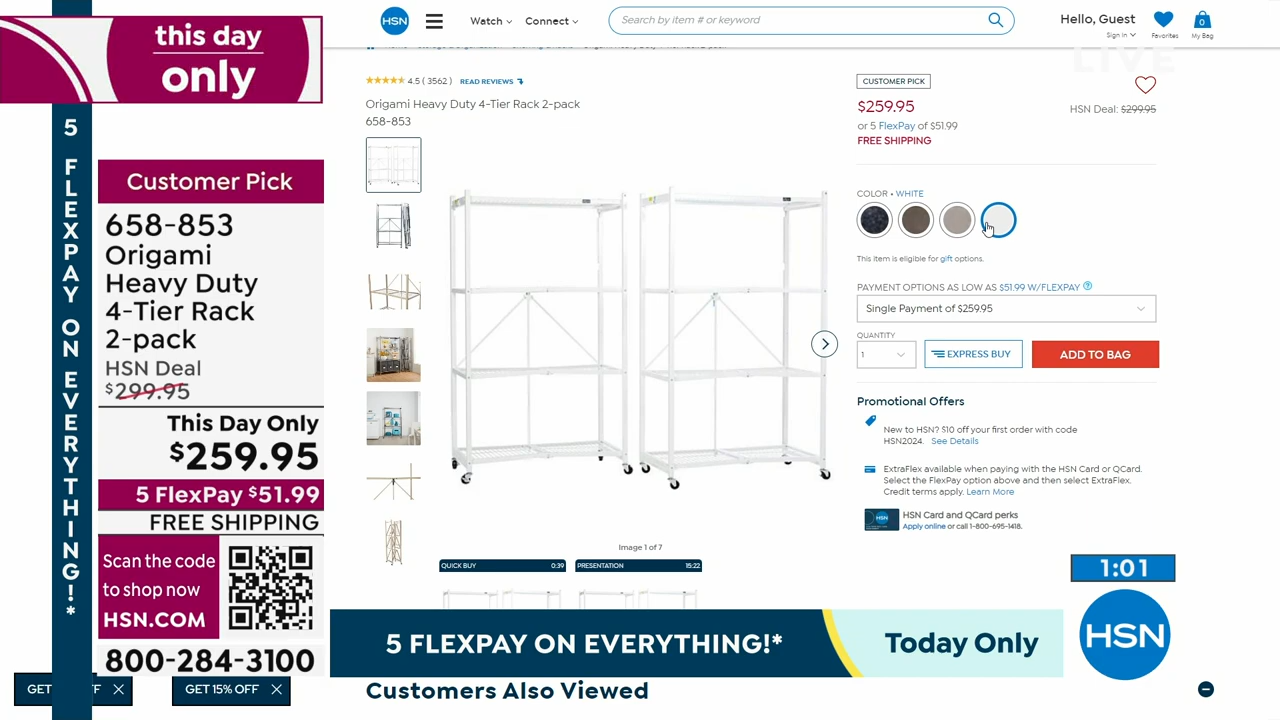 this day
only
5 FLEXPAY ON EVERYTHING!*
Customer Pick
658-853
Origami
Heavy Duty
4-Tier Rack
2-pack
HSN Deal
$299.95
This Day Only
$259.95
5 FlexPay $51.99
FREE SHIPPING
Scan the code
to shop now
HSN.COM
800-284-3100
GET
FF
GET 15% OFF
HSN
Watch
Connect
Search by item # or keyword
Hello, Guest
Sign In
Favorites
0
My Bag
LIVE
4.5 ( 3562 )
READ REVIEWS
Origami Heavy Duty 4-Tier Rack 2-pack
658-853
CUSTOMER PICK
$259.95
HSN Deal: $299.95
or 5 FlexPay of $51.99
FREE SHIPPING
COLOR • WHITE
This item is eligible for gift options.
PAYMENT OPTIONS AS LOW AS $51.99 W/FLEXPAY
Single Payment of $259.95
QUANTITY
1
EXPRESS BUY
ADD TO BAG
Promotional Offers
New to HSN? $10 off your first order with code
HSN2024. See Details
ExtraFlex available when paying with the HSN Card or QCard.
Select the FlexPay option above and then select ExtraFlex.
Credit terms apply. Learn More
HSN Card and QCard perks
Apply online or call 1-800-695-1418.
Image 1 of 7
QUICK BUY 0:39
PRESENTATION 15:22
1:01
5 FLEXPAY ON EVERYTHING!*
Today Only
HSN
Customers Also Viewed